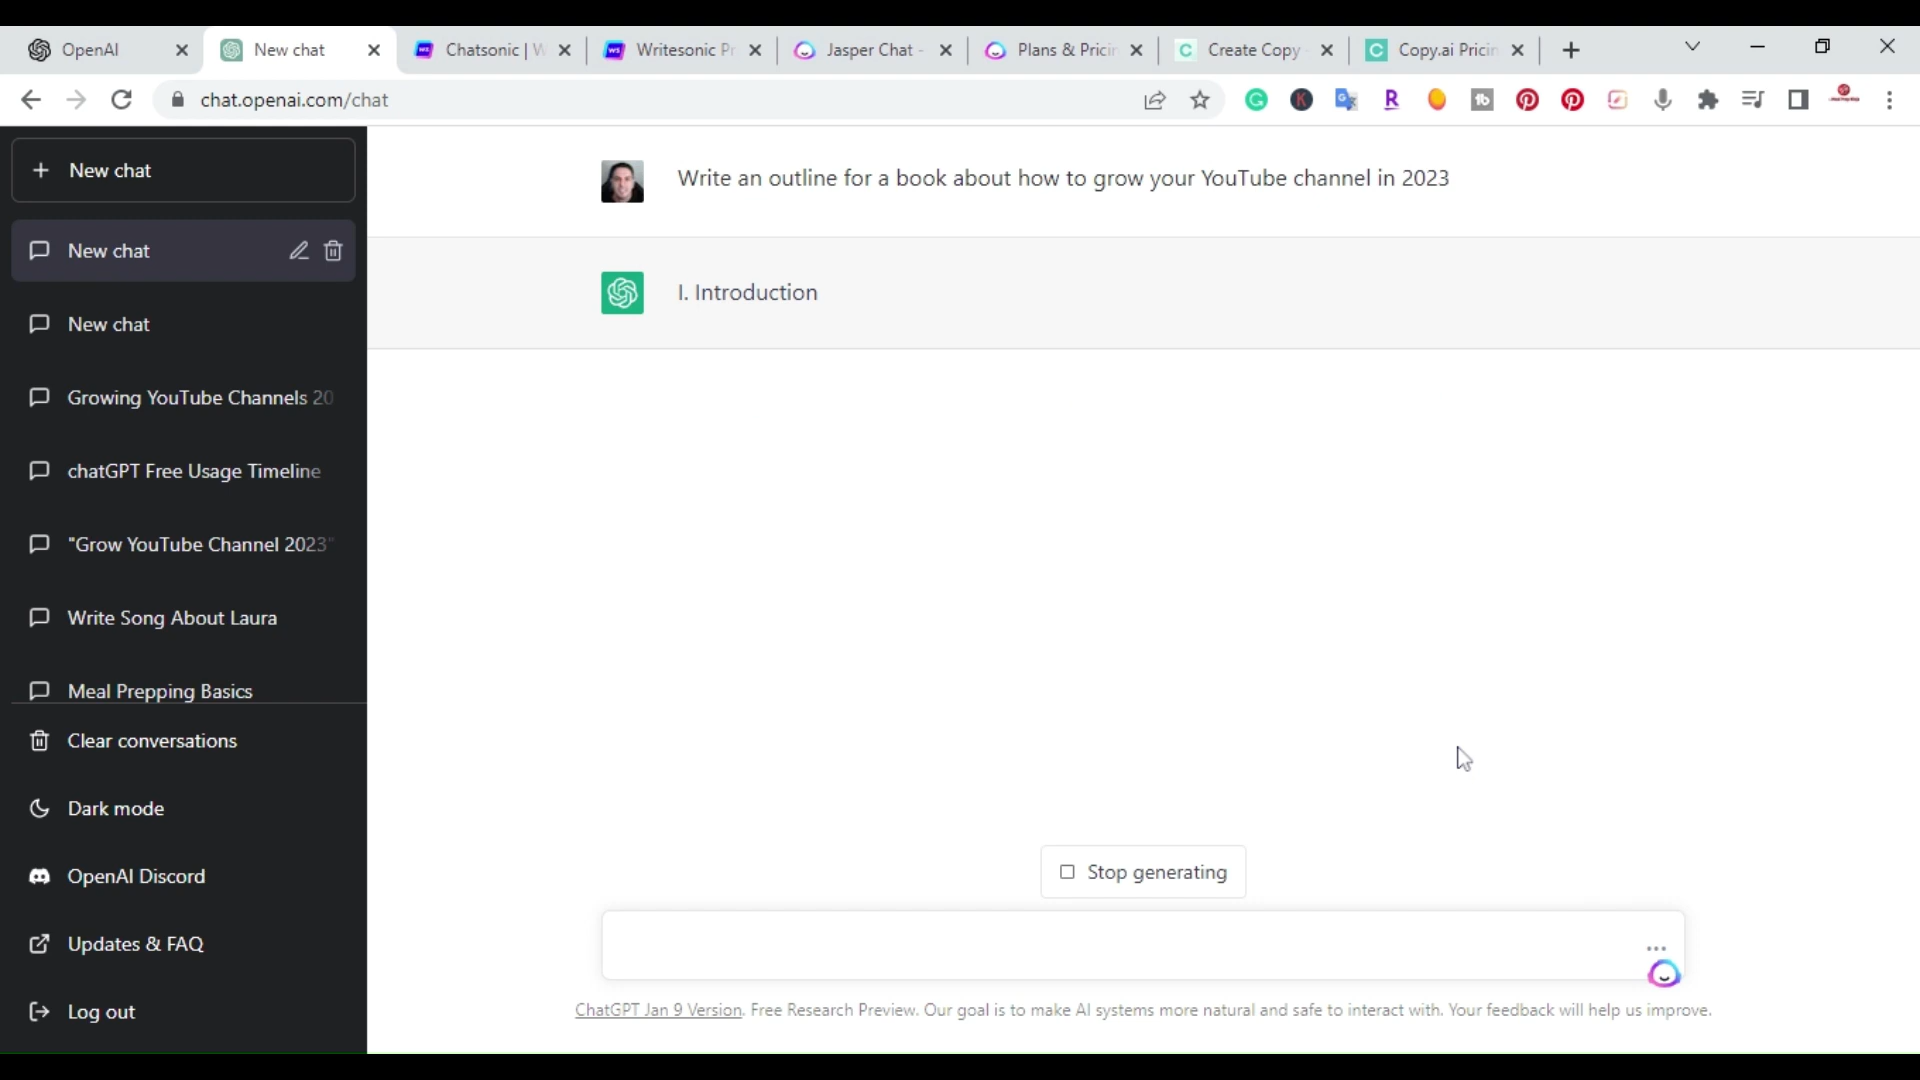 OpenAI
New chat
Chatsonic | W
Writesonic Pr
Jasper Chat -
Plans & Pricin
Create Copy
Copy.ai Pricin
chat.openai.com/chat
New chat
New chat
New chat
Growing YouTube Channels 20
chatGPT Free Usage Timeline
"Grow YouTube Channel 2023"
Write Song About Laura
Meal Prepping Basics
Clear conversations
Dark mode
OpenAI Discord
Updates & FAQ
Log out
Write an outline for a book about how to grow your YouTube channel in 2023
I. Introduction
Stop generating
ChatGPT Jan 9 Version. Free Research Preview. Our goal is to make AI systems more natural and safe to interact with. Your feedback will help us improve.